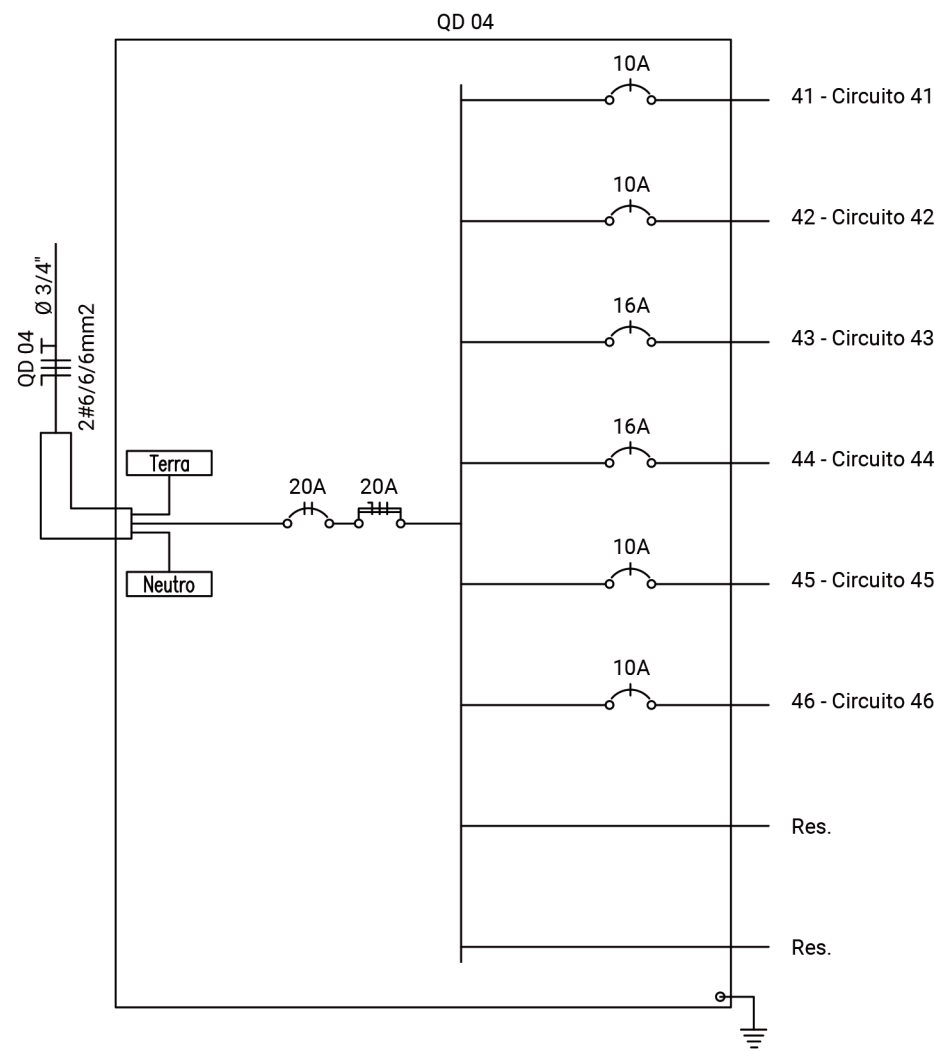 QD 04
10A
41 - Circuito 41
10A
42 - Circuito 42
16A
43 - Circuito 43
16A
44 - Circuito 44
10A
45 - Circuito 45
10A
46 - Circuito 46
Res.
Res.
QD 04
Ø 3/4"
2#6/6/6mm2
Terra
Neutro
20A
20A